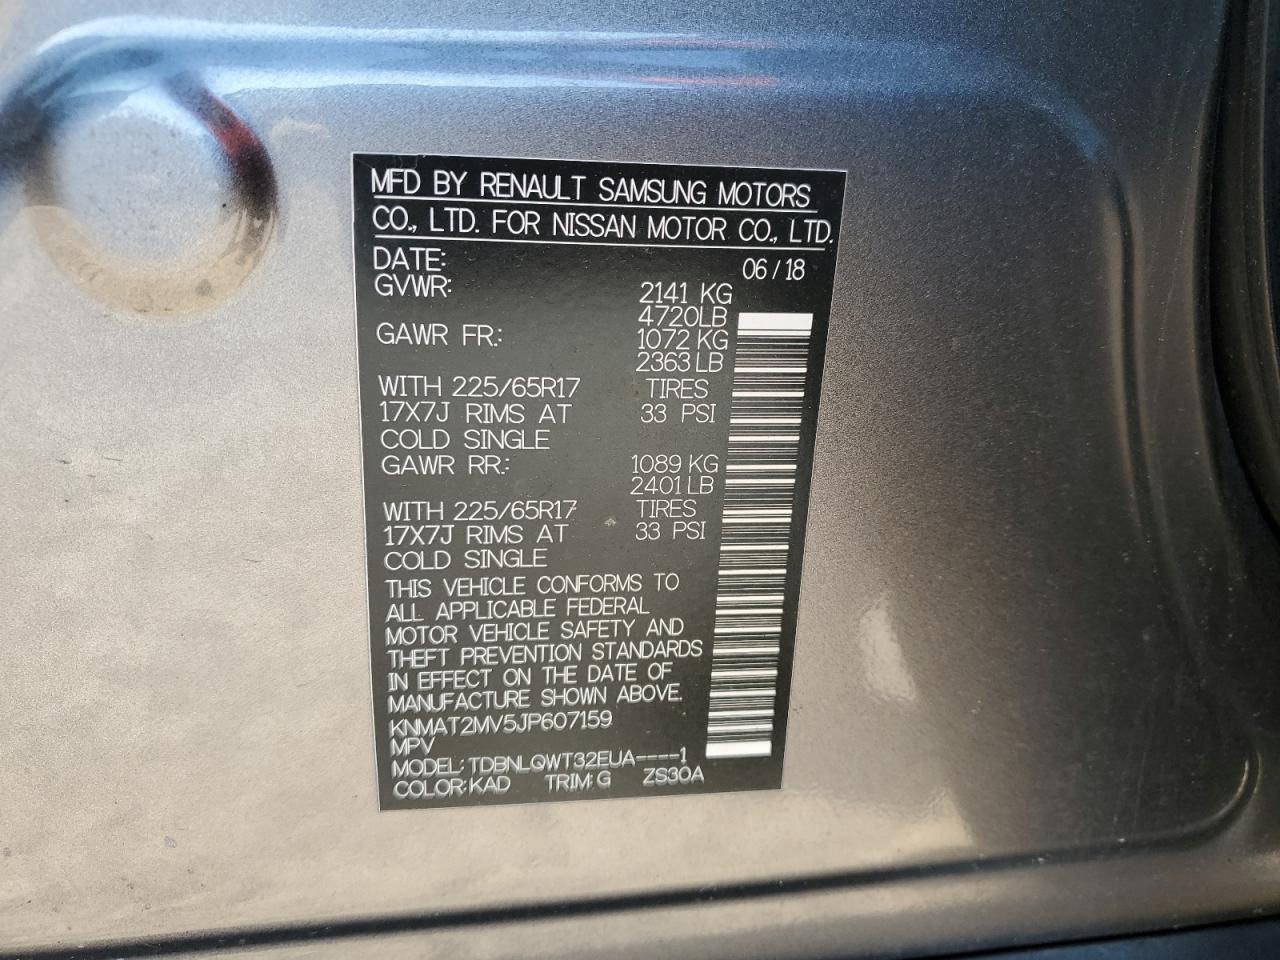 MFD BY RENAULT SAMSUNG MOTORS
CO., LTD. FOR NISSAN MOTOR CO., LTD.
DATE: 06 / 18
GVWR: 2141 KG
4720LB
GAWR FR.: 1072 KG
2363 LB
WITH 225/65R17 TIRES
17X7J RIMS AT 33 PSI
COLD SINGLE
GAWR RR.: 1089 KG
2401 LB
WITH 225/65R17 TIRES
17X7J RIMS AT 33 PSI
COLD SINGLE
THIS VEHICLE CONFORMS TO
ALL APPLICABLE FEDERAL
MOTOR VEHICLE SAFETY AND
THEFT PREVENTION STANDARDS
IN EFFECT ON THE DATE OF
MANUFACTURE SHOWN ABOVE.
KNMAT2MV5JP607159
MPV
MODEL: TDBNLQWT32EUA----1
COLOR: KAD TRIM: G ZS30A